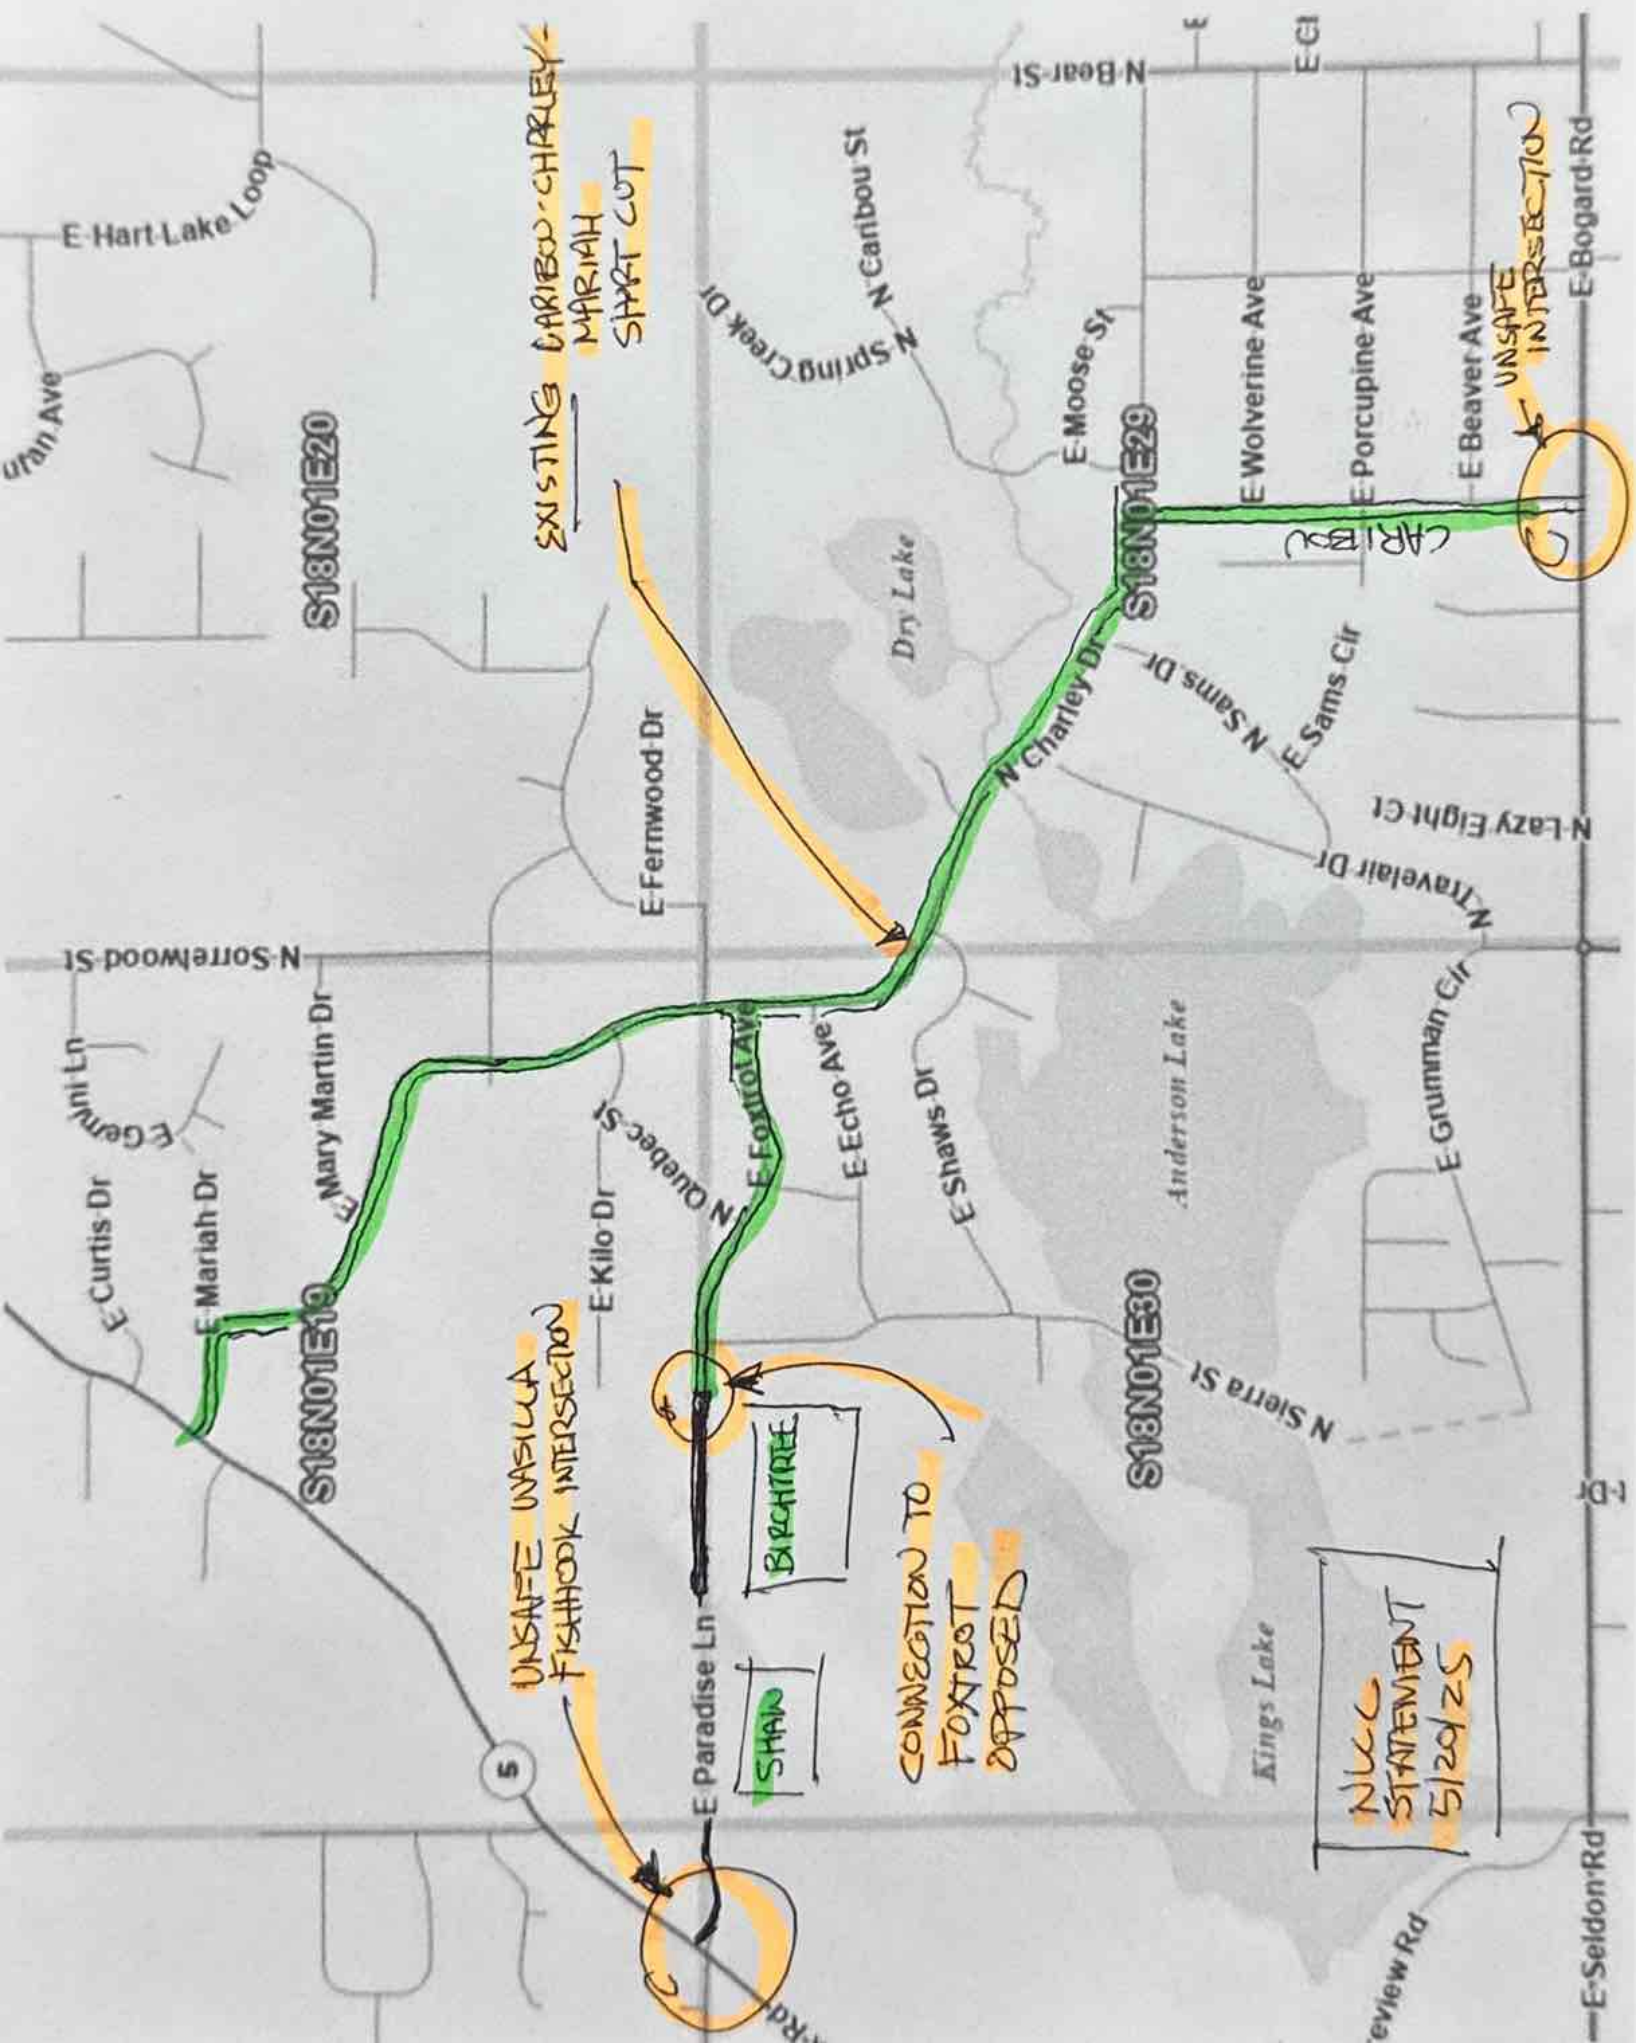 EXISTING CARIBOU-CHARLEY-
MARIAH
SHORT CUT
UNSAFE
INTERSECTION
CARIBOU
UNSAFE WASILLA
FISHHOOK INTERSECTION
BIRCHTREE
SHAW
CONNECTION TO
FOXTROT
OPPOSED
STATEMENT
5/20/25
E Hart Lake Loop
S18N01E20
N Bear St
E Ct
N Caribou St
N Spring Creek Dr
E Moose St
S18N01E29
E Wolverine Ave
E Porcupine Ave
E Beaver Ave
E Bogard Rd
Dry Lake
N Charley Dr
N Sams Dr
E Sams Cir
N Lazy Eight Ct
N Travelair Dr
E Fernwood Dr
N Sorrelwood St
E Gemini Ln
E Mary Martin Dr
E Curtis Dr
E Mariah Dr
S18N01E19
E Kilo Dr
N Quebec St
E Foxtrot Ave
E Echo Ave
E Shaws Dr
Anderson Lake
E Grumman Cir
S18N01E30
N Sierra St
5
E Paradise Ln
Kings Lake
E Seldon Rd
Rd